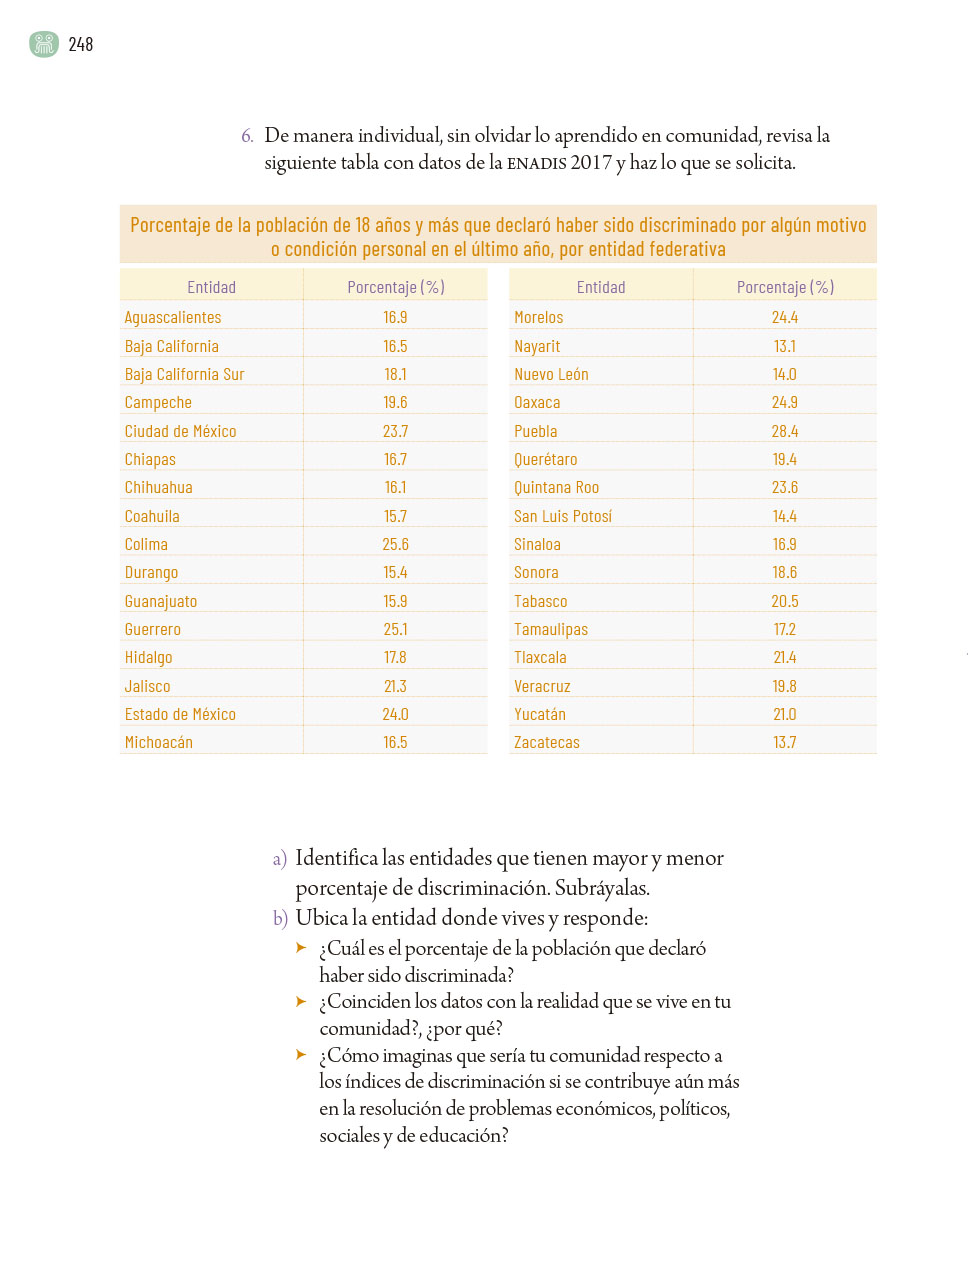 248
6. De manera individual, sin olvidar lo aprendido en comunidad, revisa la
siguiente tabla con datos de la ENADIS 2017 y haz lo que se solicita.
Porcentaje de la población de 18 años y más que declaró haber sido discriminado por algún motivo
o condición personal en el último año, por entidad federativa
Entidad Porcentaje (%)
Aguascalientes 16.9
Baja California 16.5
Baja California Sur 18.1
Campeche 19.6
Ciudad de México 23.7
Chiapas 16.7
Chihuahua 16.1
Coahuila 15.7
Colima 25.6
Durango 15.4
Guanajuato 15.9
Guerrero 25.1
Hidalgo 17.8
Jalisco 21.3
Estado de México 24.0
Michoacán 16.5
Entidad Porcentaje (%)
Morelos 24.4
Nayarit 13.1
Nuevo León 14.0
Oaxaca 24.9
Puebla 28.4
Querétaro 19.4
Quintana Roo 23.6
San Luis Potosí 14.4
Sinaloa 16.9
Sonora 18.6
Tabasco 20.5
Tamaulipas 17.2
Tlaxcala 21.4
Veracruz 19.8
Yucatán 21.0
Zacatecas 13.7
a) Identifica las entidades que tienen mayor y menor
porcentaje de discriminación. Subráyalas.
b) Ubica la entidad donde vives y responde:
➤ ¿Cuál es el porcentaje de la población que declaró
haber sido discriminada?
➤ ¿Coinciden los datos con la realidad que se vive en tu
comunidad?, ¿por qué?
➤ ¿Cómo imaginas que sería tu comunidad respecto a
los índices de discriminación si se contribuye aún más
en la resolución de problemas económicos, políticos,
sociales y de educación?